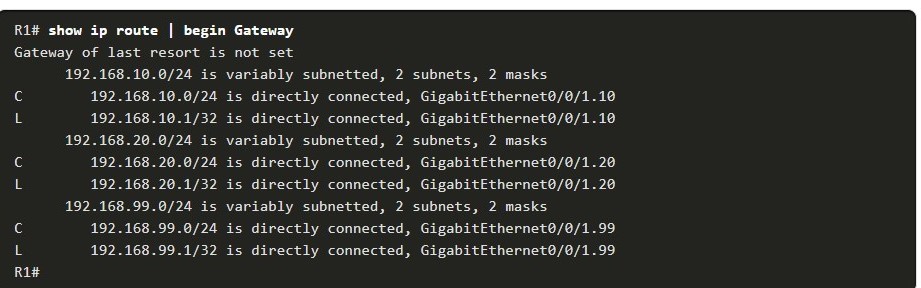 R1# show ip route | begin Gateway
Gateway of last resort is not set
192.168.10.0/24 is variably subnetted, 2 subnets, 2 masks
C 192.168.10.0/24 is directly connected, GigabitEthernet0/0/1.10
L 192.168.10.1/32 is directly connected, GigabitEthernet0/0/1.10
192.168.20.0/24 is variably subnetted, 2 subnets, 2 masks
C 192.168.20.0/24 is directly connected, GigabitEthernet0/0/1.20
L 192.168.20.1/32 is directly connected, GigabitEthernet0/0/1.20
192.168.99.0/24 is variably subnetted, 2 subnets, 2 masks
C 192.168.99.0/24 is directly connected, GigabitEthernet0/0/1.99
L 192.168.99.1/32 is directly connected, GigabitEthernet0/0/1.99
R1#